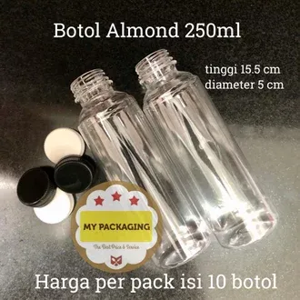 Botol Almond 250ml
tinggi 15.5 cm
diameter 5 cm
MY PACKAGING
The Best Price & Service
Harga per pack isi 10 botol